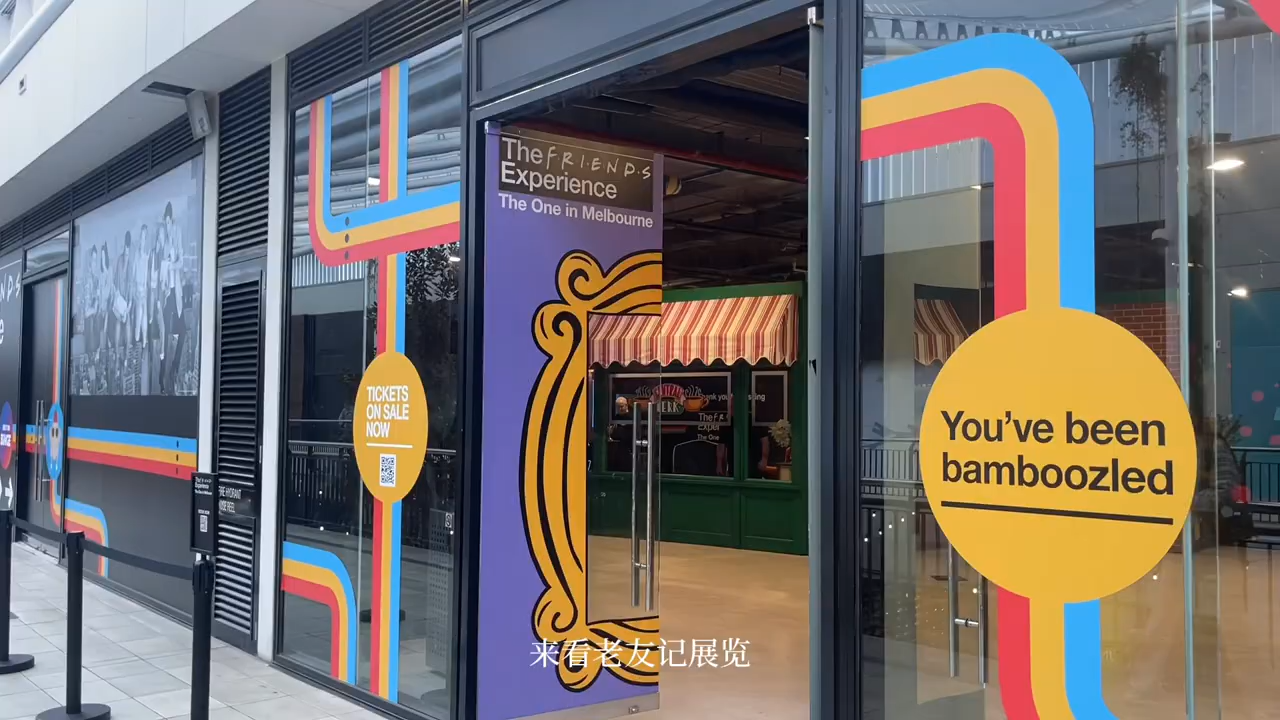 The F·R·I·E·N·D·S
Experience
The One in Melbourne
TICKETS
ON SALE
NOW
You've been
bamboozled
来看老友记展览